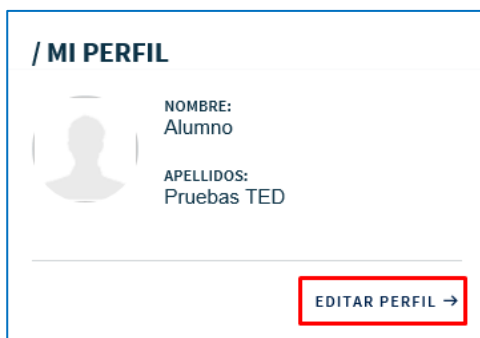 / MI PERFIL
NOMBRE:
Alumno
APELLIDOS:
Pruebas TED
EDITAR PERFIL →